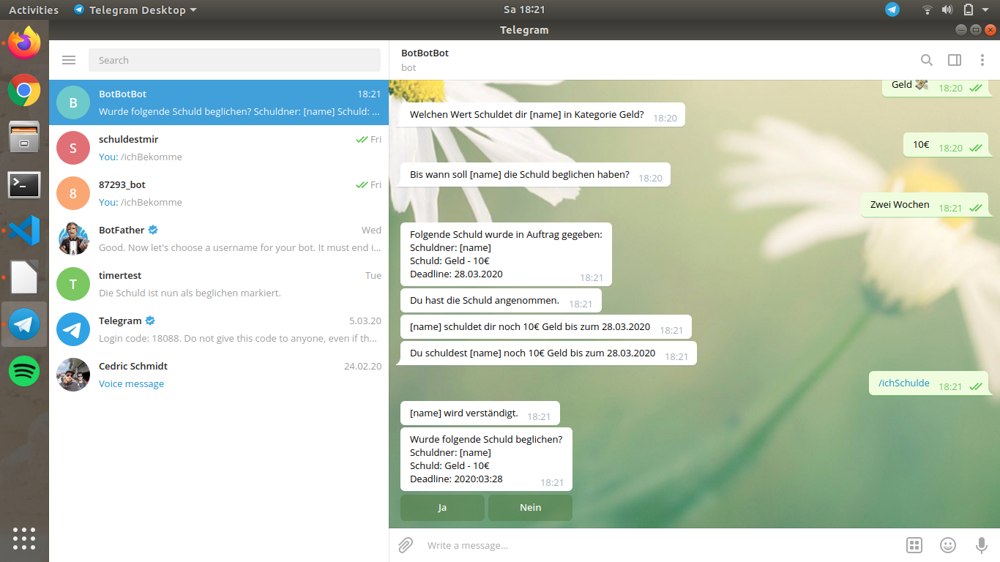 Activities
Telegram Desktop
Sa 18:21
Telegram
Search
B
BotBotBot
18:21
Wurde folgende Schuld beglichen? Schuldner: [name] Schuld: ...
S
schuldestmir
Fri
You: /ichBekomme
8
87293_bot
Fri
You: /ichBekomme
BotFather
Wed
Good. Now let's choose a username for your bot. It must end i...
T
timertest
Tue
Die Schuld ist nun als beglichen markiert.
Telegram
5.03.20
Login code: 18088. Do not give this code to anyone, even if th...
Cedric Schmidt
24.02.20
Voice message
BotBotBot
bot
Geld 💸 18:20
Welchen Wert Schuldet dir [name] in Kategorie Geld? 18:20
10€ 18:20
Bis wann soll [name] die Schuld beglichen haben? 18:20
Zwei Wochen 18:21
Folgende Schuld wurde in Auftrag gegeben:
Schuldner: [name]
Schuld: Geld - 10€
Deadline: 28.03.2020
18:21
Du hast die Schuld angenommen. 18:21
[name] schuldet dir noch 10€ Geld bis zum 28.03.2020 18:21
Du schuldest [name] noch 10€ Geld bis zum 28.03.2020 18:21
/ichSchulde 18:21
[name] wird verständigt. 18:21
Wurde folgende Schuld beglichen?
Schuldner: [name]
Schuld: Geld - 10€
Deadline: 2020:03:28
18:21
Ja
Nein
Write a message...